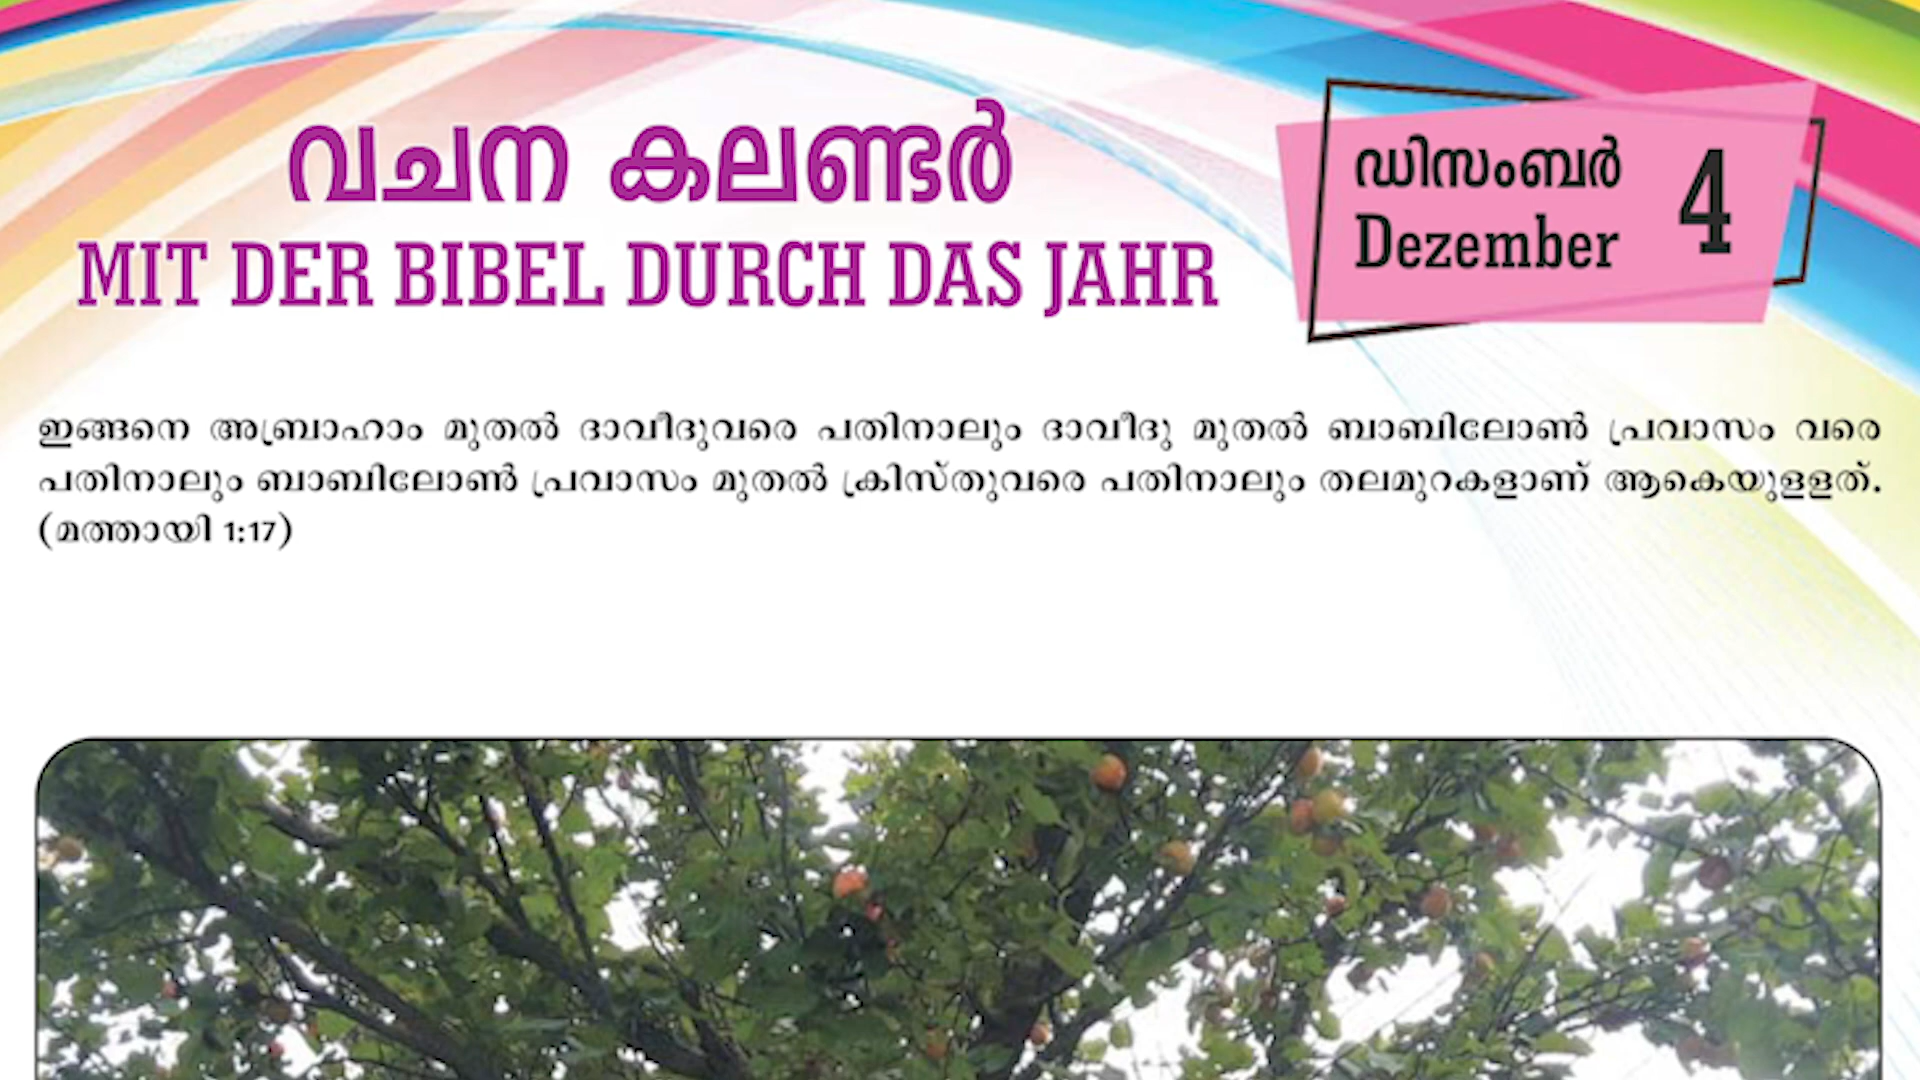 വചന കലണ്ടർ
MIT DER BIBEL DURCH DAS JAHR
ഡിസംബർ
Dezember
4
ഇങ്ങനെ അബ്രാഹാം മുതൽ ദാവീദുവരെ പതിനാലും ദാവീദു മുതൽ ബാബിലോൺ പ്രവാസം വരെ
പതിനാലും ബാബിലോൺ പ്രവാസം മുതൽ ക്രിസ്തുവരെ പതിനാലും തലമുറകളാണ് ആകെയുളളത്.
(മത്തായി 1:17)